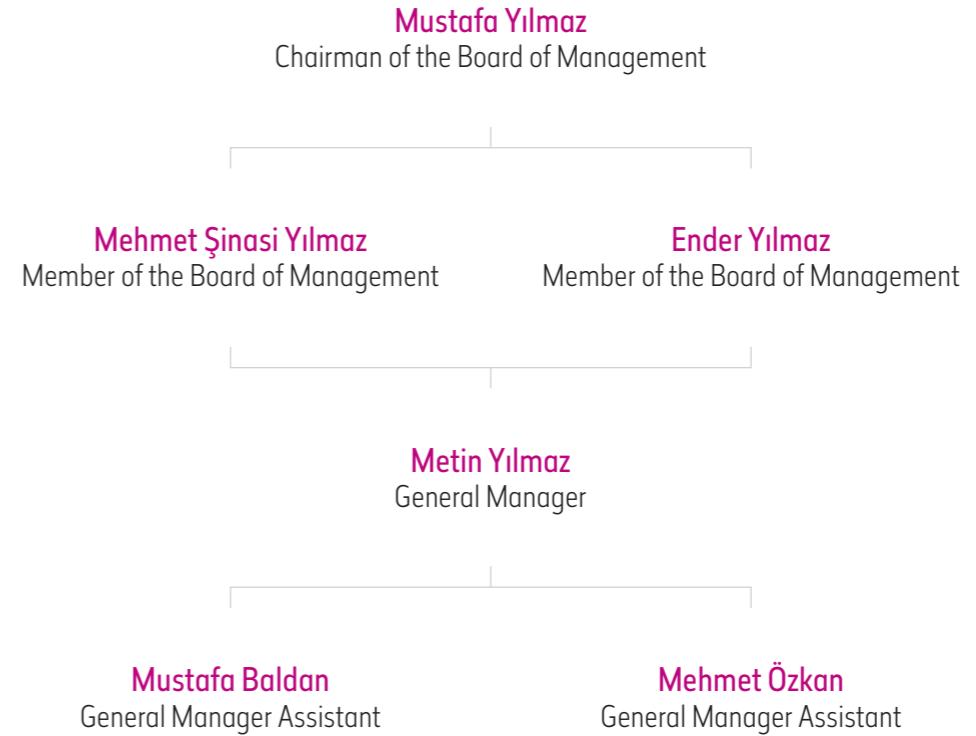 Mustafa Yılmaz
Chairman of the Board of Management
Mehmet Şinasi Yılmaz
Member of the Board of Management
Ender Yılmaz
Member of the Board of Management
Metin Yılmaz
General Manager
Mustafa Baldan
General Manager Assistant
Mehmet Özkan
General Manager Assistant